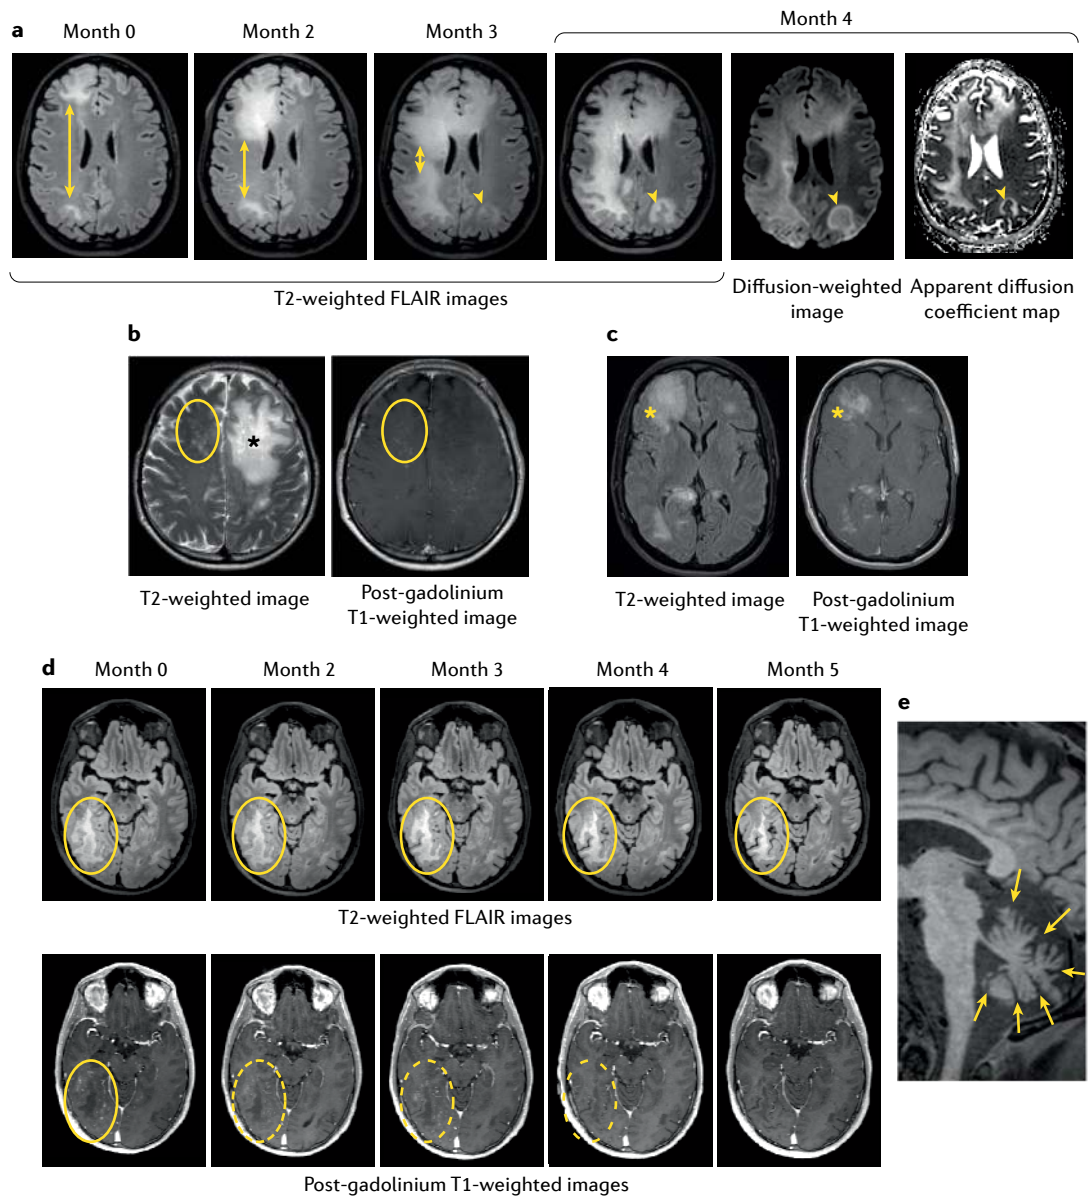 a
Month 0
Month 2
Month 3
Month 4
T2-weighted FLAIR images
Diffusion-weighted
image
Apparent diffusion
coefficient map
b
*
T2-weighted image
Post-gadolinium
T1-weighted image
c
*
*
T2-weighted image
Post-gadolinium
T1-weighted image
d
Month 0
Month 2
Month 3
Month 4
Month 5
T2-weighted FLAIR images
Post-gadolinium T1-weighted images
e